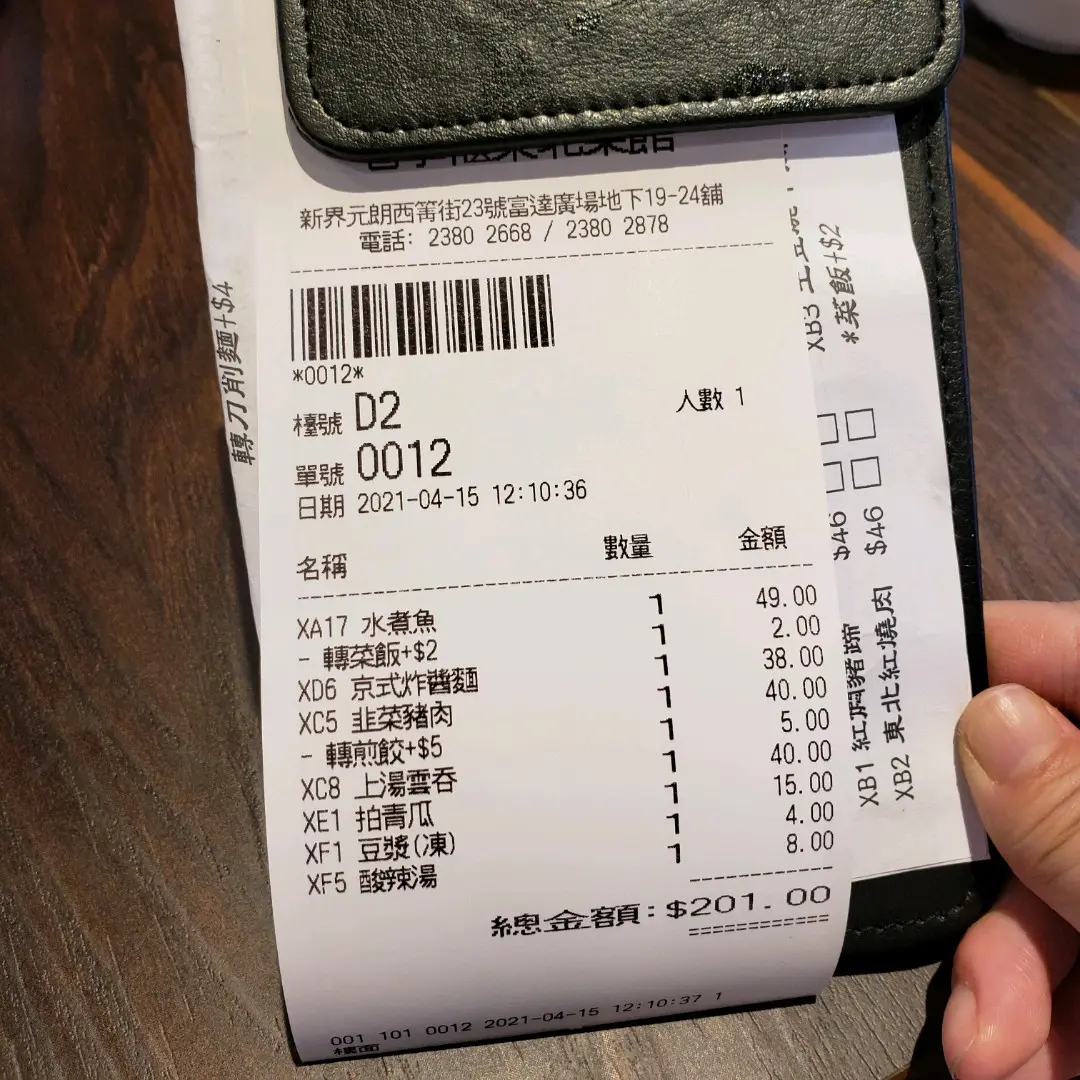 新界元朗西菁街23號富達廣場地下19-24舖
電話: 2380 2668 / 2380 2878
*0012*
檯號 D2 人數 1
單號 0012
日期 2021-04-15 12:10:36
名稱 數量 金額
XA17 水煮魚 1 49.00
- 轉菜飯+$2 1 2.00
XD6 京式炸醬麵 1 38.00
XC5 韭菜豬肉 1 40.00
- 轉煎餃+$5 1 5.00
XC8 上湯雲吞 1 40.00
XE1 拍青瓜 1 15.00
XF1 豆漿(凍) 1 4.00
XF5 酸辣湯 1 8.00
總金額: $201.00
001 101 0012 2021-04-15 12:10:37 1
樓面
轉刀削麵+$4
XB1 紅燜豬蹄 $46
XB2 東北紅燒肉 $46
XB3
*菜飯+$2